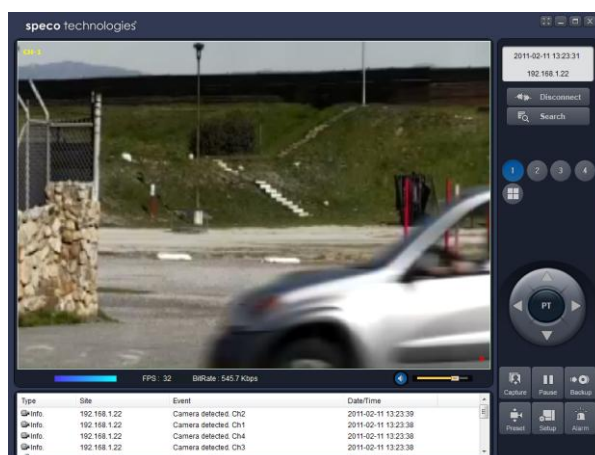 speco technologies
CH-1
2011-02-11 13:23:31
192.168.1.22
Disconnect
Search
1 2 3 4
PT
FPS : 32 BitRate : 545.7 Kbps
Capture Pause Backup
Preset Setup Alarm
Type Site Event Date/Time
Info. 192.168.1.22 Camera detected. Ch2 2011-02-11 13:23:39
Info. 192.168.1.22 Camera detected. Ch1 2011-02-11 13:23:38
Info. 192.168.1.22 Camera detected. Ch4 2011-02-11 13:23:38
Info. 192.168.1.22 Camera detected. Ch3 2011-02-11 13:23:38